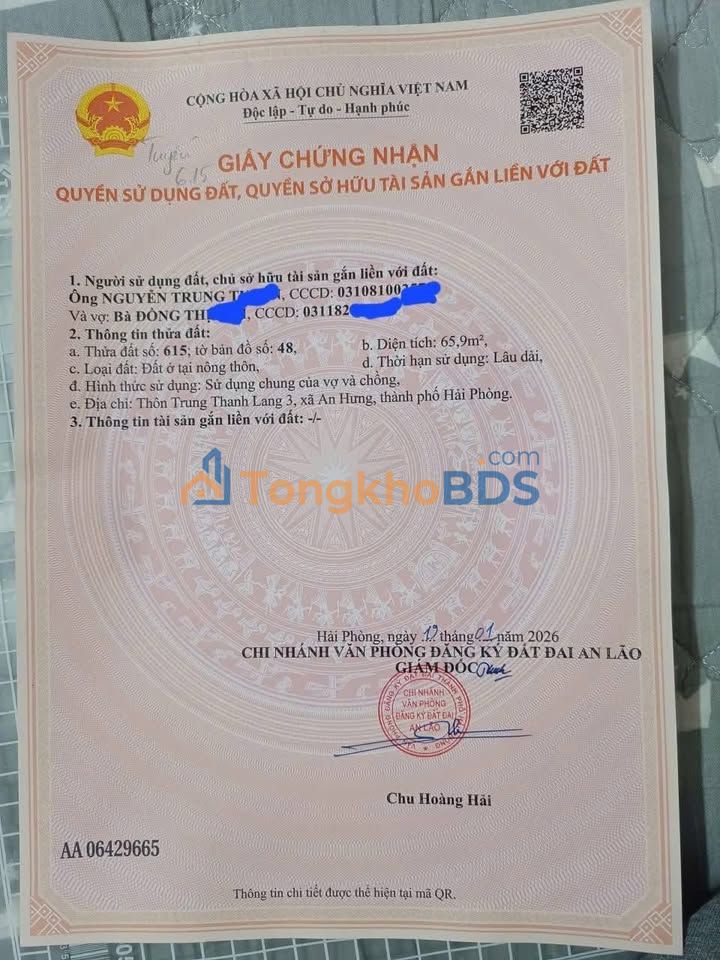 CỘNG HÒA XÃ HỘI CHỦ NGHĨA VIỆT NAM
Độc lập - Tự do - Hạnh phúc
Tuyên
615
GIẤY CHỨNG NHẬN
QUYỀN SỬ DỤNG ĐẤT, QUYỀN SỞ HỮU TÀI SẢN GẮN LIỀN VỚI ĐẤT
1. Người sử dụng đất, chủ sở hữu tài sản gắn liền với đất:
Ông NGUYỄN TRUNG , CCCD: 031081002
Và vợ: Bà ĐỒNG , CCCD: 031182
2. Thông tin thửa đất:
a. Thửa đất số: 615; tờ bản đồ số: 48, b. Diện tích: 65,9m²,
c. Loại đất: Đất ở tại nông thôn, d. Thời hạn sử dụng: Lâu dài,
đ. Hình thức sử dụng: Sử dụng chung của vợ và chồng,
e. Địa chỉ: Thôn Trung Thanh Lang 3, xã An Hưng, thành phố Hải Phòng.
3. Thông tin tài sản gắn liền với đất: -/-
TongkhoBDS.com
Hải Phòng, ngày 19 tháng 01 năm 2026
CHI NHÁNH VĂN PHÒNG ĐĂNG KÝ ĐẤT ĐAI AN LÃO
GIÁM ĐỐC
CHI NHÁNH
VĂN PHÒNG
ĐĂNG KÝ ĐẤT ĐAI
AN LÃO
Chu Hoàng Hải
AA 06429665
Thông tin chi tiết được thể hiện tại mã QR.